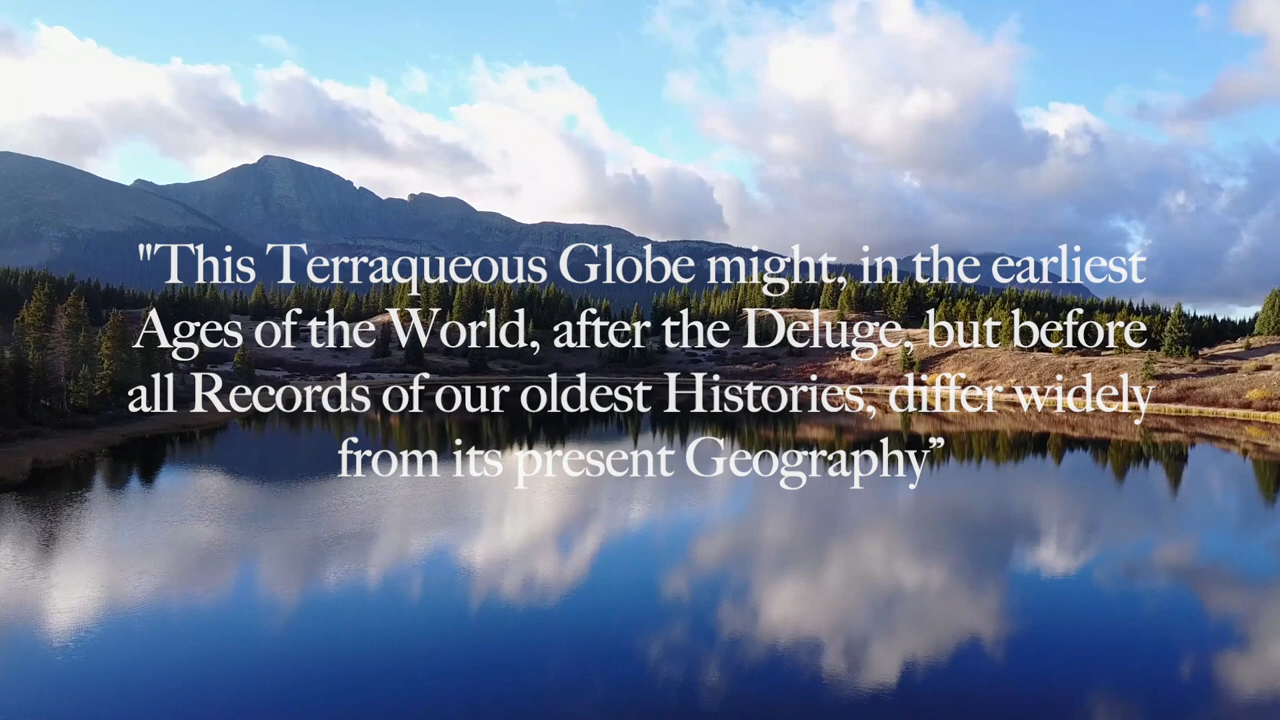 "This Terraqueous Globe might, in the earliest
Ages of the World, after the Deluge, but before
all Records of our oldest Histories, differ widely
from its present Geography”